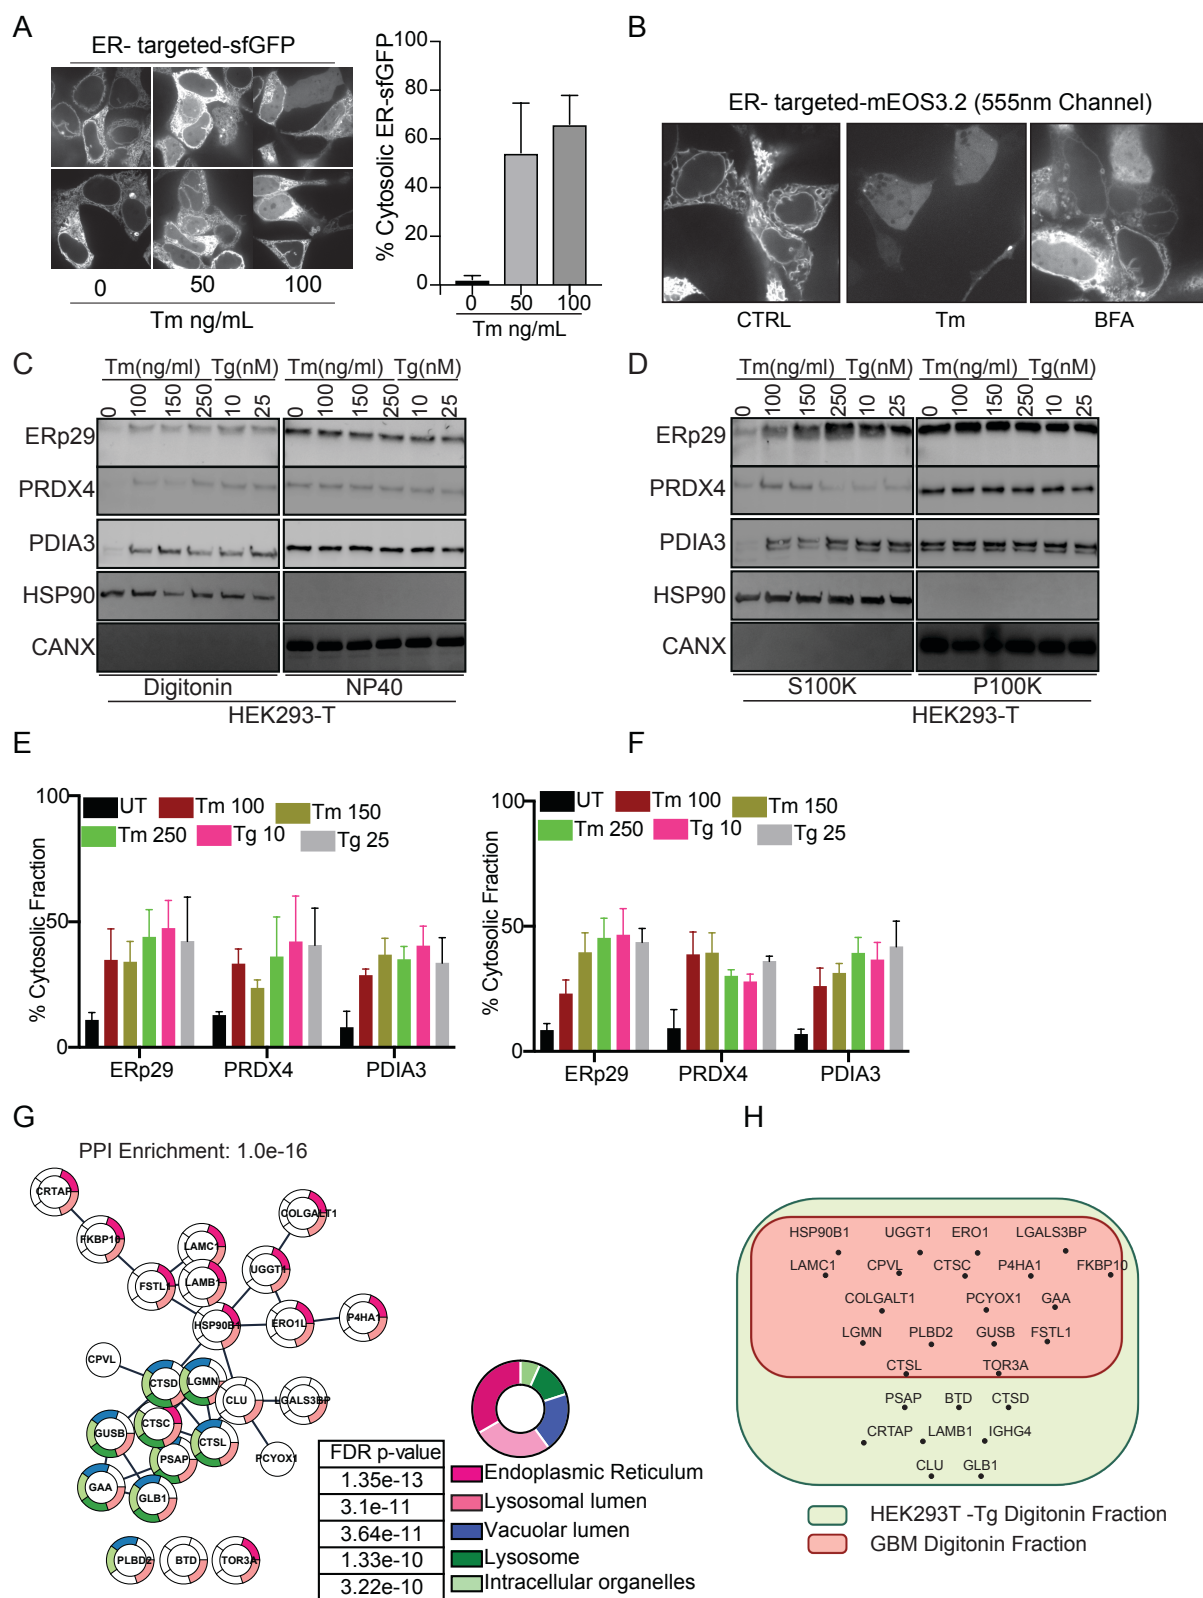 A
ER- targeted-sfGFP
0 50 100
Tm ng/mL
% Cytosolic ER-sfGFP
100
80
60
40
20
0
0 50 100
Tm ng/mL
B
ER- targeted-mEOS3.2 (555nm Channel)
CTRL Tm BFA
C
Tm(ng/ml) Tg(nM) Tm(ng/ml) Tg(nM)
0 100 150 250 10 25 0 100 150 250 10 25
ERp29
PRDX4
PDIA3
HSP90
CANX
Digitonin NP40
HEK293-T
D
Tm(ng/ml) Tg(nM) Tm(ng/ml) Tg(nM)
0 100 150 250 10 25 0 100 150 250 10 25
ERp29
PRDX4
PDIA3
HSP90
CANX
S100K P100K
HEK293-T
E
% Cytosolic Fraction
100
50
0
UT Tm 100 Tm 150
Tm 250 Tg 10 Tg 25
ERp29 PRDX4 PDIA3
F
% Cytosolic Fraction
100
50
0
UT Tm 100 Tm 150
Tm 250 Tg 10 Tg 25
ERp29 PRDX4 PDIA3
G
PPI Enrichment: 1.0e-16
CRTAP
COLGALT1
FKBP10
LAMC1
UGGT1
FSTL1
LAMB1
HSP90B1
ERO1L
P4HA1
CPVL
CTSD
LGMN
CLU
LGALS3BP
GUSB
CTSC
CTSL
PSAP
PCYOX1
GAA
GLB1
PLBD2
BTD
TOR3A
FDR p-value
1.35e-13 Endoplasmic Reticulum
3.1e-11 Lysosomal lumen
3.64e-11 Vacuolar lumen
1.33e-10 Lysosome
3.22e-10 Intracellular organelles
H
HSP90B1 UGGT1 ERO1 LGALS3BP
LAMC1 CPVL CTSC P4HA1 FKBP10
COLGALT1 PCYOX1 GAA
LGMN PLBD2 GUSB FSTL1
CTSL TOR3A
PSAP BTD CTSD
CRTAP LAMB1 IGHG4
CLU GLB1
HEK293T -Tg Digitonin Fraction
GBM Digitonin Fraction